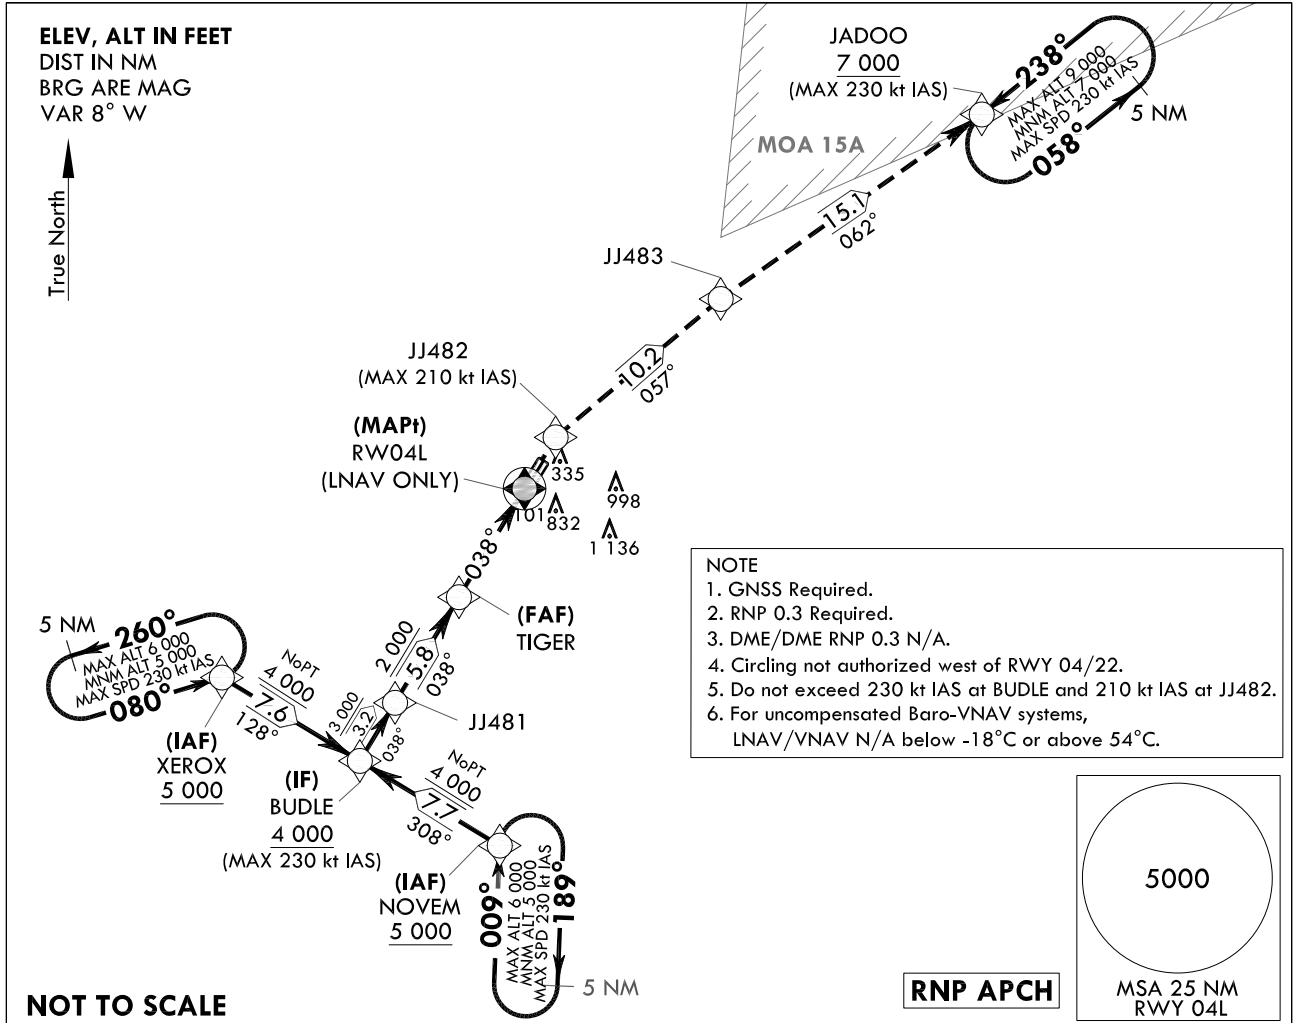 ELEV, ALT IN FEET
DIST IN NM
BRG ARE MAG
VAR 8° W
True North
JADOO
7 000
(MAX 230 kt IAS)
238°
MAX ALT 9 000
MNM ALT 7 000
MAX SPD 230 kt IAS
058°
5 NM
MOA 15A
15.1
062°
JJ483
10.2
057°
JJ482
(MAX 210 kt IAS)
(MAPt)
RW04L
(LNAV ONLY)
335
998
101
832
1 136
038°
(FAF)
TIGER
2 000
5.8
038°
JJ481
3 000
3.2
038°
5 NM
260°
MAX ALT 6 000
MNM ALT 5 000
MAX SPD 230 kt IAS
080°
NoPT
4 000
7.6
128°
(IAF)
XEROX
5 000
(IF)
BUDLE
4 000
(MAX 230 kt IAS)
NoPT
4 000
7.7
308°
(IAF)
NOVEM
5 000
009°
MAX ALT 6 000
MNM ALT 5 000
MAX SPD 230 kt IAS
189°
5 NM
NOTE
1. GNSS Required.
2. RNP 0.3 Required.
3. DME/DME RNP 0.3 N/A.
4. Circling not authorized west of RWY 04/22.
5. Do not exceed 230 kt IAS at BUDLE and 210 kt IAS at JJ482.
6. For uncompensated Baro-VNAV systems,
LNAV/VNAV N/A below -18°C or above 54°C.
5000
MSA 25 NM
RWY 04L
RNP APCH
NOT TO SCALE